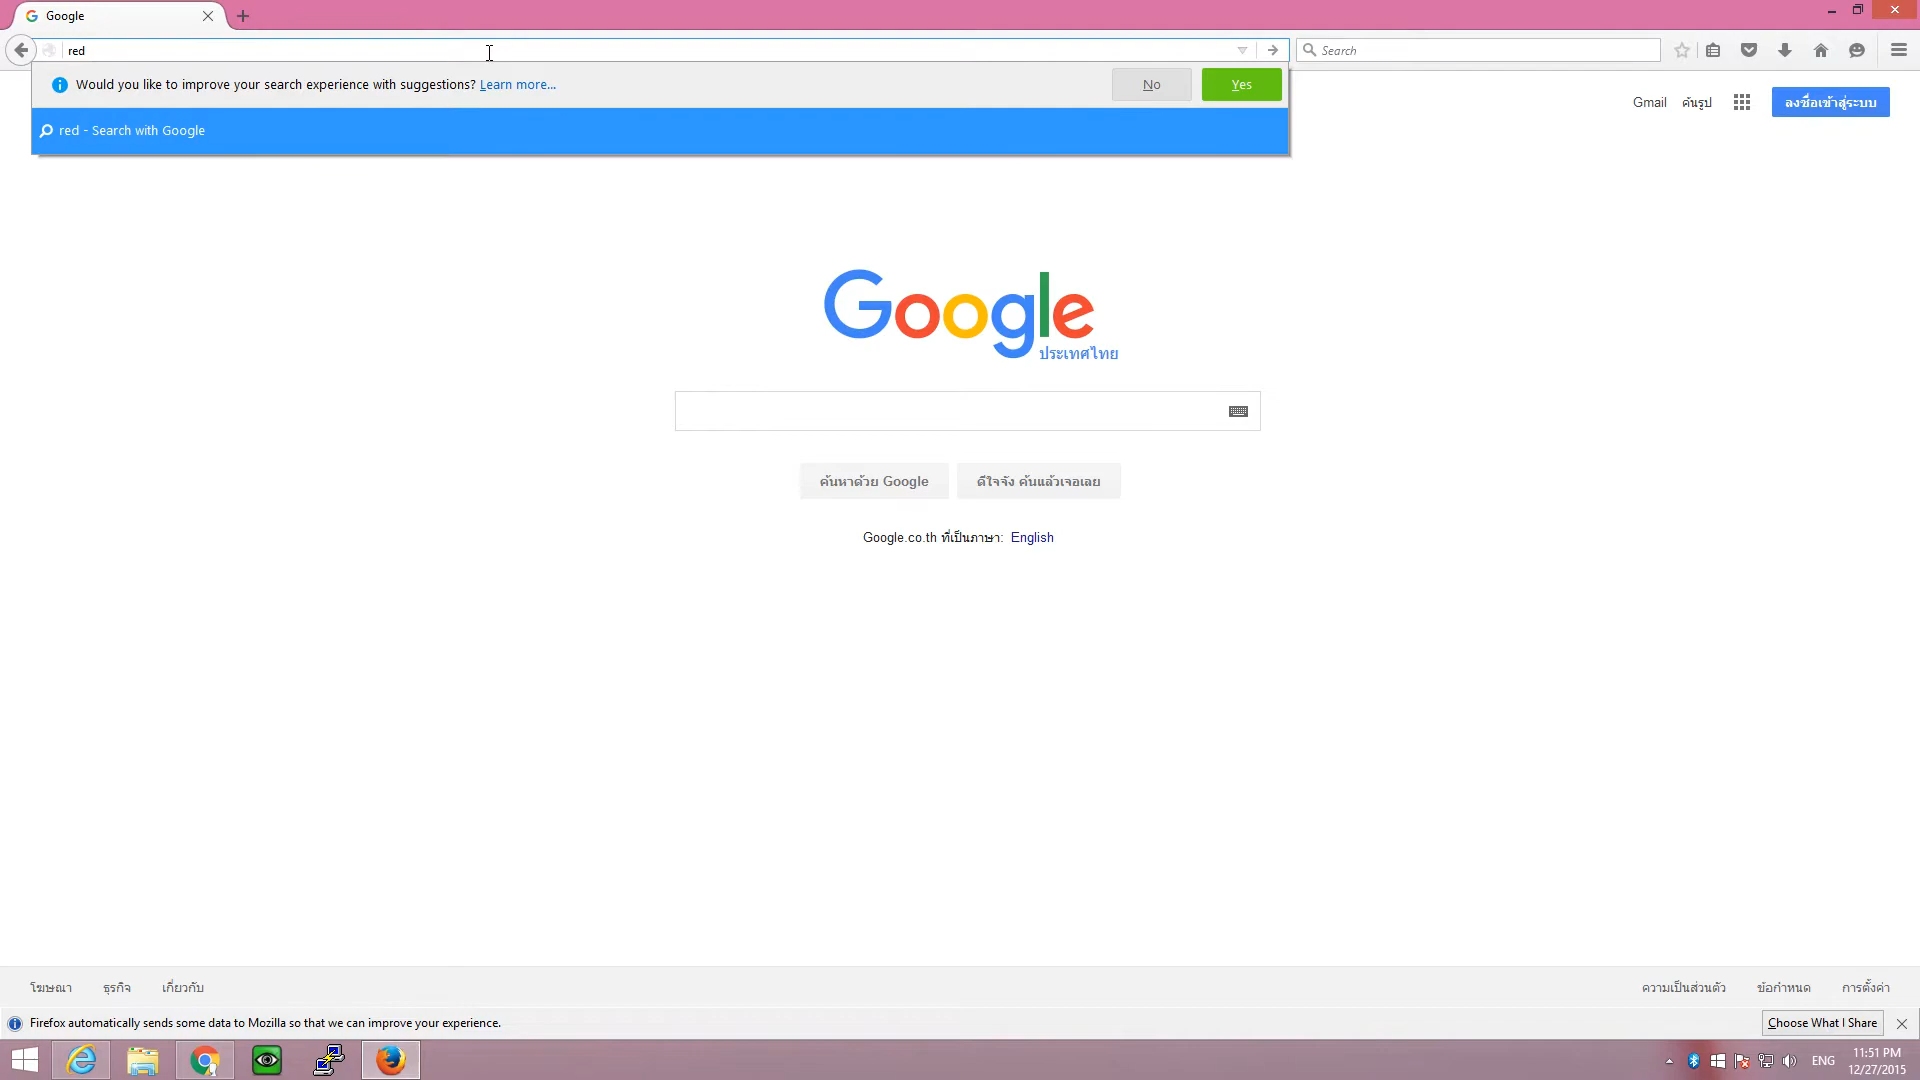 Google
red
Search
Would you like to improve your search experience with suggestions? Learn more...
No
Yes
red - Search with Google
Gmail
ค้นรูป
ลงชื่อเข้าสู่ระบบ
Google
ประเทศไทย
ค้นหาด้วย Google
ดีใจจัง ค้นแล้วเจอเลย
Google.co.th ที่เป็นภาษา: English
โฆษณา
ธุรกิจ
เกี่ยวกับ
ความเป็นส่วนตัว
ข้อกำหนด
การตั้งค่า
Firefox automatically sends some data to Mozilla so that we can improve your experience.
Choose What I Share
ENG
11:51 PM
12/27/2015